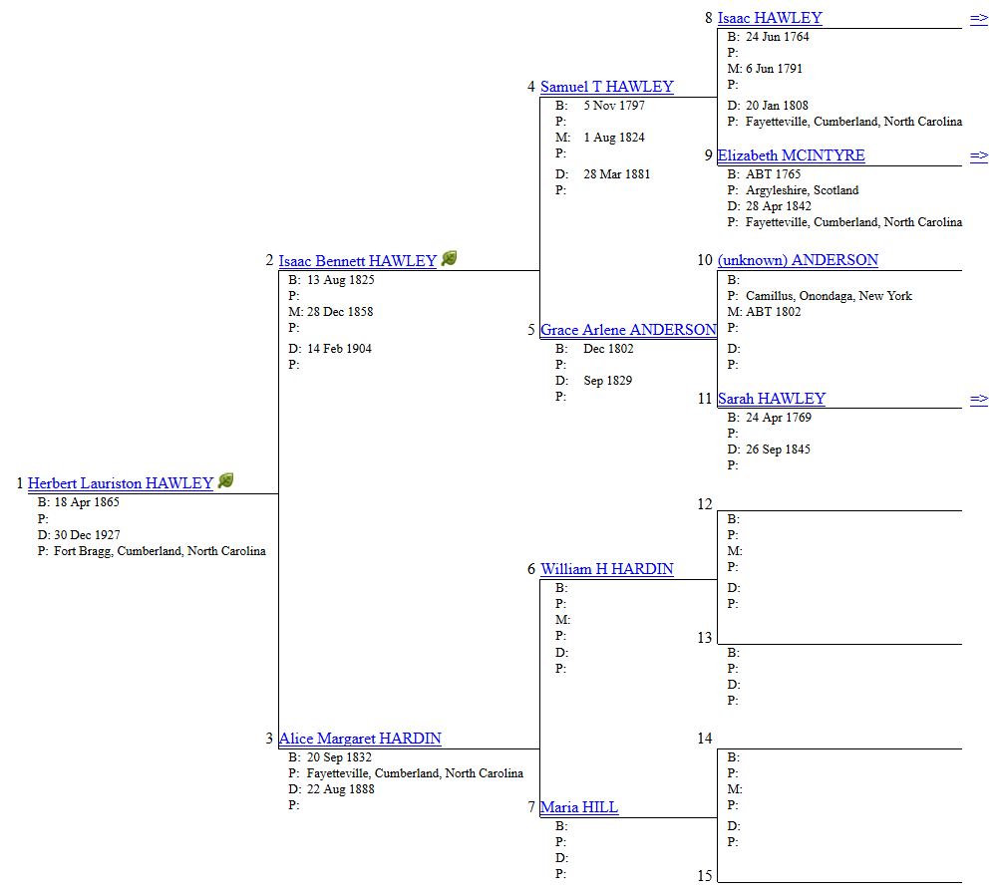 8 Isaac HAWLEY =>
B: 24 Jun 1764
P:
M: 6 Jun 1791
P:
D: 20 Jan 1808
P: Fayetteville, Cumberland, North Carolina
4 Samuel T HAWLEY
B: 5 Nov 1797
P:
M: 1 Aug 1824
P:
D: 28 Mar 1881
P:
9 Elizabeth MCINTYRE =>
B: ABT 1765
P: Argyleshire, Scotland
D: 28 Apr 1842
P: Fayetteville, Cumberland, North Carolina
2 Isaac Bennett HAWLEY
B: 13 Aug 1825
P:
M: 28 Dec 1858
P:
D: 14 Feb 1904
P:
10 (unknown) ANDERSON
B:
P: Camillus, Onondaga, New York
M: ABT 1802
P:
D:
P:
5 Grace Arlene ANDERSON
B: Dec 1802
P:
D: Sep 1829
P:
11 Sarah HAWLEY =>
B: 24 Apr 1769
P:
D: 26 Sep 1845
P:
1 Herbert Lauriston HAWLEY
B: 18 Apr 1865
P:
D: 30 Dec 1927
P: Fort Bragg, Cumberland, North Carolina
12
B:
P:
M:
P:
D:
P:
6 William H HARDIN
B:
P:
M:
P:
D:
P:
13
B:
P:
D:
P:
3 Alice Margaret HARDIN
B: 20 Sep 1832
P: Fayetteville, Cumberland, North Carolina
D: 22 Aug 1888
P:
14
B:
P:
M:
P:
D:
P:
7 Maria HILL
B:
P:
D:
P:
15